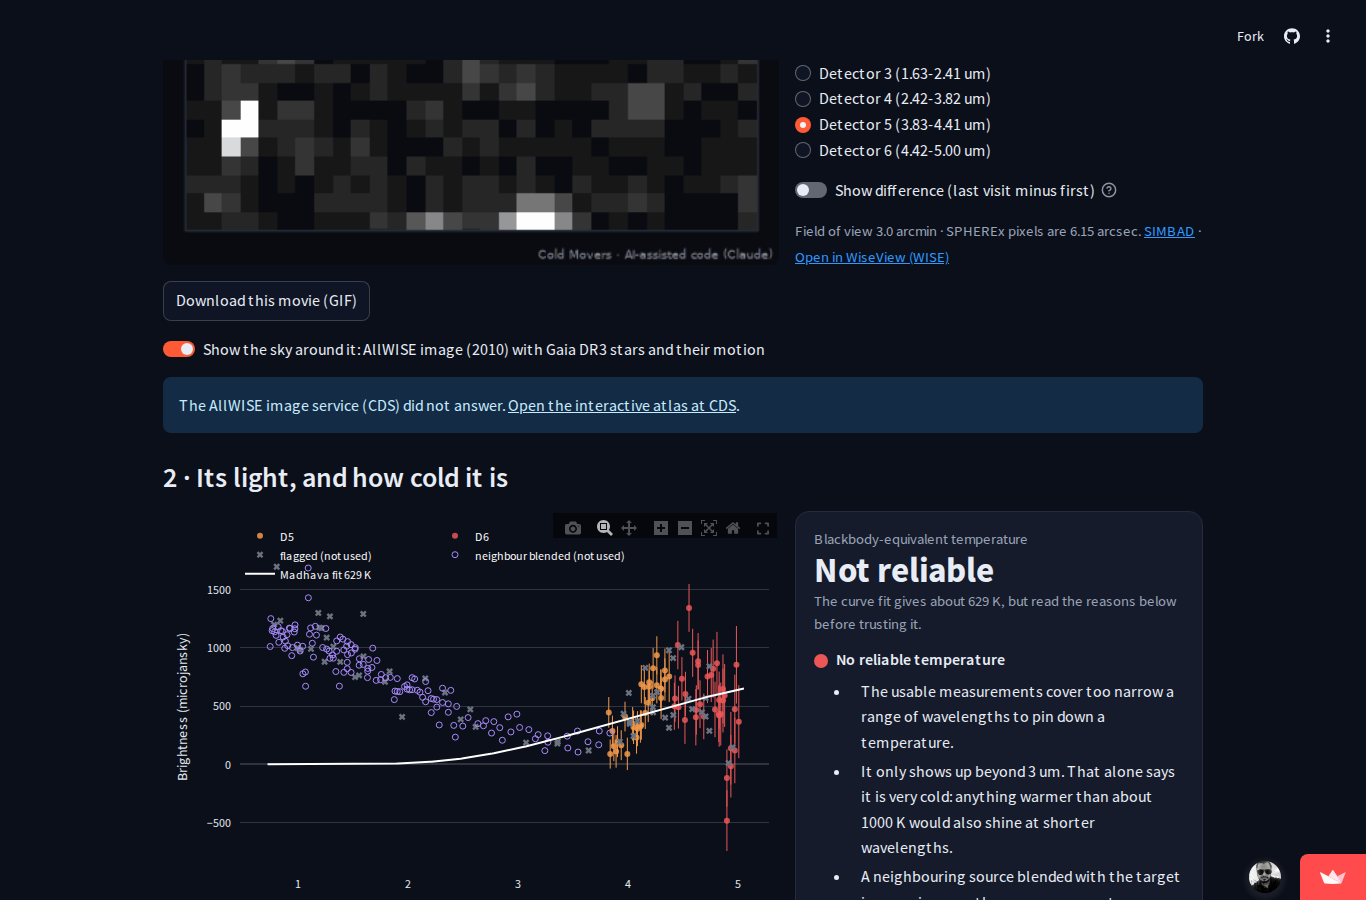 Fork
Detector 3 (1.63-2.41 um)
Detector 4 (2.42-3.82 um)
Detector 5 (3.83-4.41 um)
Detector 6 (4.42-5.00 um)
Show difference (last visit minus first)
Field of view 3.0 arcmin · SPHEREx pixels are 6.15 arcsec. SIMBAD ·
Open in WiseView (WISE)
Cold Movers · AI-assisted code (Claude)
Download this movie (GIF)
Show the sky around it: AllWISE image (2010) with Gaia DR3 stars and their motion
The AllWISE image service (CDS) did not answer. Open the interactive atlas at CDS.
2 · Its light, and how cold it is
D5
D6
flagged (not used)
neighbour blended (not used)
Madhava fit 629 K
Brightness (microjansky)
1500
1000
500
0
−500
1 2 3 4 5
Blackbody-equivalent temperature
Not reliable
The curve fit gives about 629 K, but read the reasons below
before trusting it.
No reliable temperature
The usable measurements cover too narrow a
range of wavelengths to pin down a
temperature.
It only shows up beyond 3 um. That alone says
it is very cold: anything warmer than about
1000 K would also shine at shorter
wavelengths.
A neighbouring source blended with the target